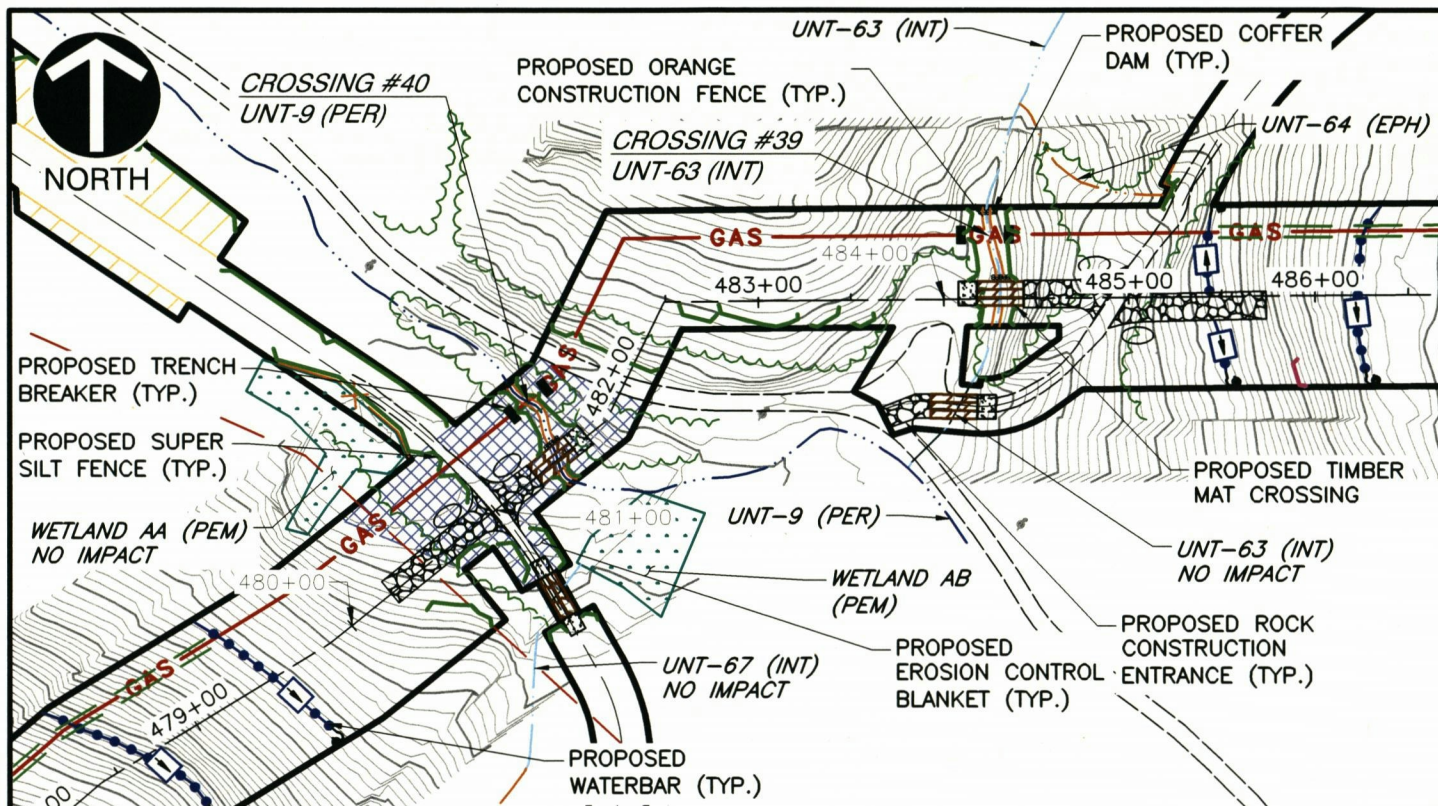 UNT-63 (INT)
PROPOSED COFFER
DAM (TYP.)
PROPOSED ORANGE
CONSTRUCTION FENCE (TYP.)
CROSSING #40
UNT-9 (PER)
UNT-64 (EPH)
CROSSING #39
UNT-63 (INT)
NORTH
GAS
GAS
GAS
484+00
483+00
485+00
486+00
PROPOSED TRENCH
BREAKER (TYP.)
GAS
482+00
PROPOSED SUPER
SILT FENCE (TYP.)
PROPOSED TIMBER
MAT CROSSING
WETLAND AA (PEM)
NO IMPACT
GAS
481+00
UNT-9 (PER)
UNT-63 (INT)
NO IMPACT
480+00
WETLAND AB
(PEM)
PROPOSED ROCK
CONSTRUCTION
ENTRANCE (TYP.)
PROPOSED
EROSION CONTROL
BLANKET (TYP.)
UNT-67 (INT)
NO IMPACT
GAS
479+00
PROPOSED
WATERBAR (TYP.)
00